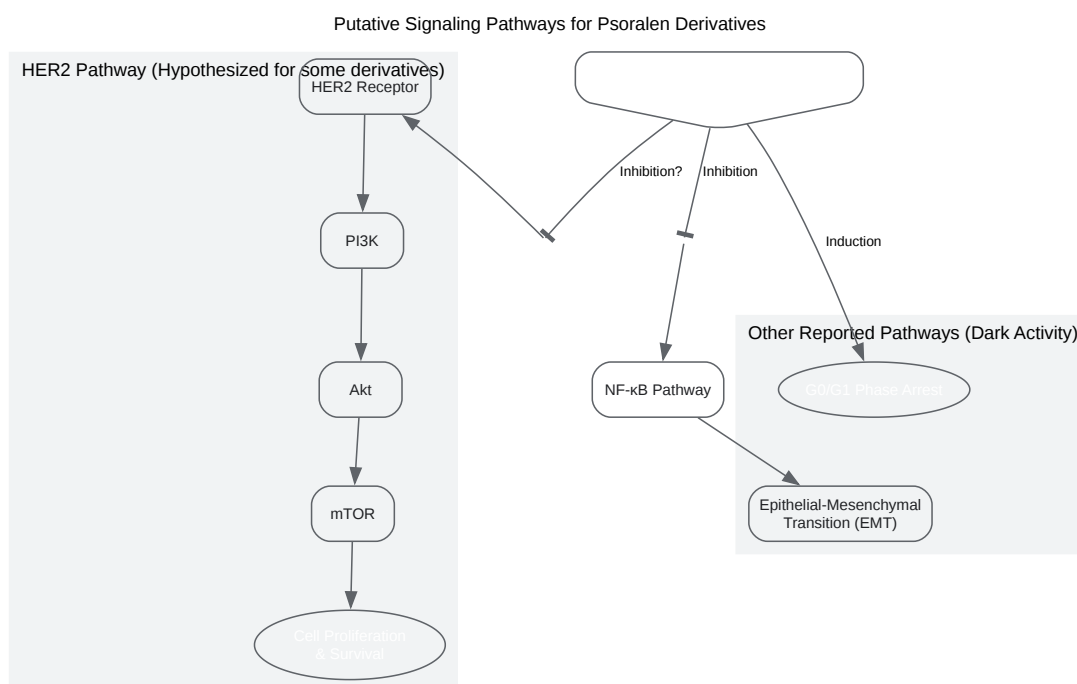 Putative Signaling Pathways for Psoralen Derivatives
HER2 Pathway (Hypothesized for some derivatives)
HER2 Receptor
Inhibition?
Inhibition
PI3K
Induction
Other Reported Pathways (Dark Activity)
Akt
NF-κB Pathway
G0/G1 Phase Arrest
mTOR
Epithelial-Mesenchymal
Transition (EMT)
Cell Proliferation
& Survival